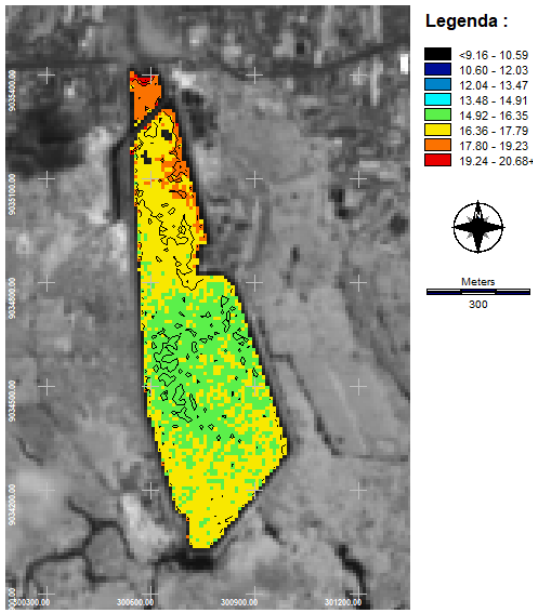 Legenda :
<9.16 - 10.59
10.60 - 12.03
12.04 - 13.47
13.48 - 14.91
14.92 - 16.35
16.36 - 17.79
17.80 - 19.23
19.24 - 20.68+
N
Meters
300
9035400.00
9035100.00
9034800.00
9034500.00
9034200.00
300300.00
300600.00
300900.00
301200.00